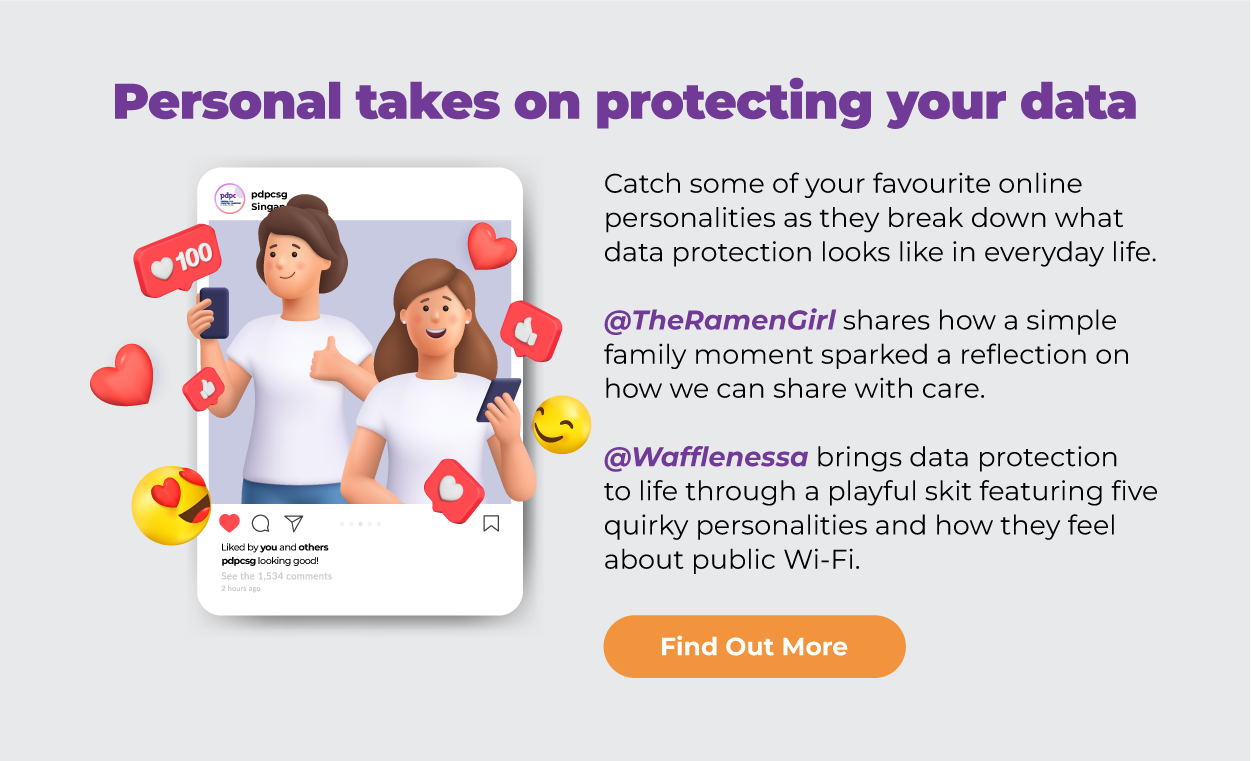 Personal takes on protecting your data
pdpc
pdpcsg
100
Liked by you and others
pdpcsg looking good!
See the 1,534 comments
2 hours ago
Catch some of your favourite online
personalities as they break down what
data protection looks like in everyday life.
@TheRamenGirl shares how a simple
family moment sparked a reflection on
how we can share with care.
@Wafflenessa brings data protection
to life through a playful skit featuring five
quirky personalities and how they feel
about public Wi-Fi.
Find Out More